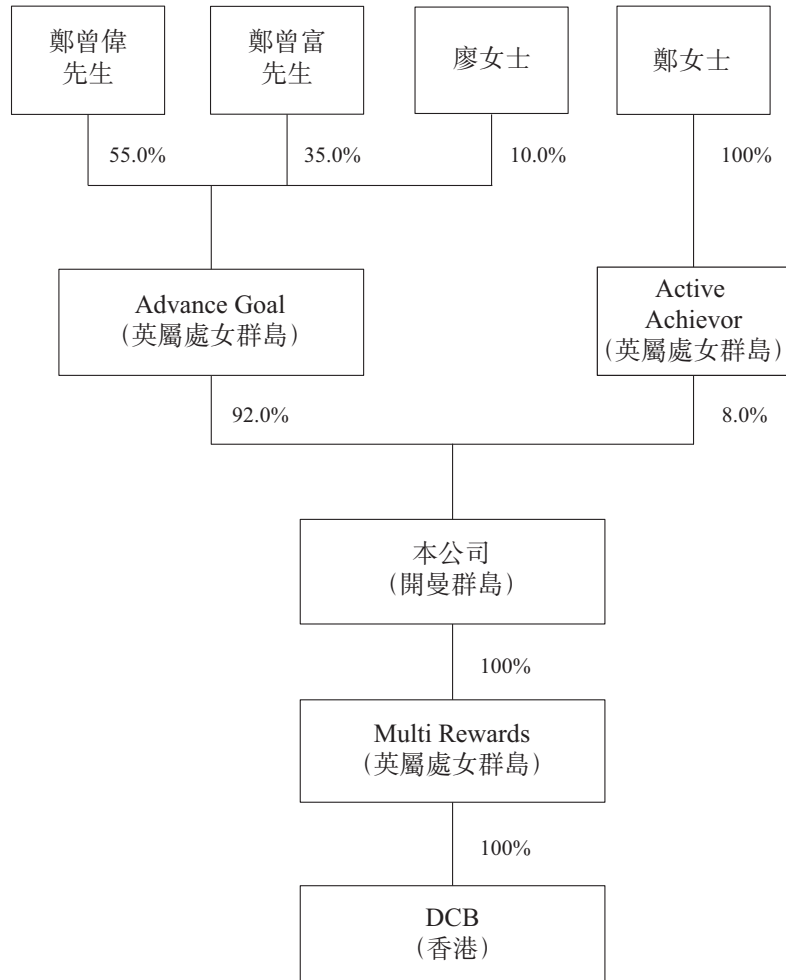 鄭曾偉
先生
鄭曾富
先生
廖女士
鄭女士
55.0%
35.0%
10.0%
100%
Advance Goal
(英屬處女群島)
Active
Achievor
(英屬處女群島)
92.0%
8.0%
本公司
(開曼群島)
100%
Multi Rewards
(英屬處女群島)
100%
DCB
(香港)